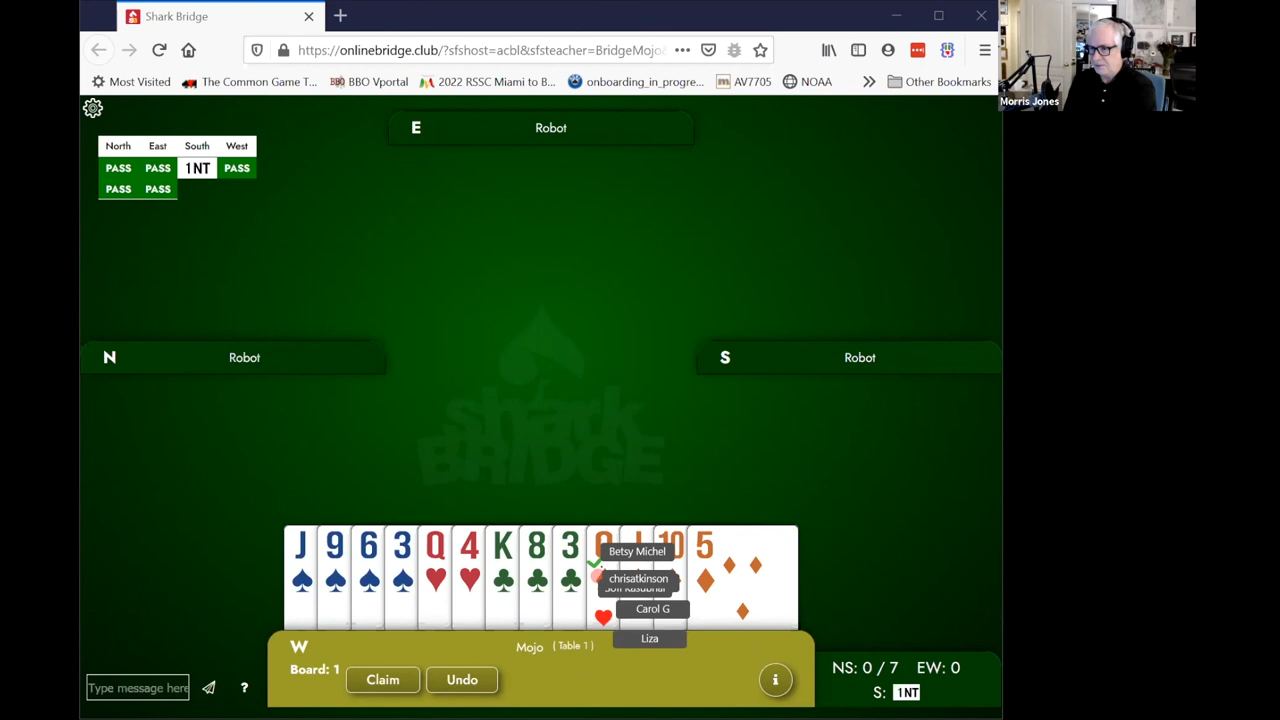 Shark Bridge
https://onlinebridge.club/?sfshost=acbl&sfsteacher=BridgeMojo
Most Visited
The Common Game T...
BBO Vportal
2022 RSSC Miami to B...
onboarding_in_progre...
AV7705
NOAA
Other Bookmarks
Morris Jones
E Robot
North East South West
PASS PASS 1NT PASS
PASS PASS
N Robot
S Robot
shark
BRIDGE
J 9 6 3 Q 4 K 8 3 Q J 10 5
Betsy Michel
chrisatkinson
Carol G
Liza
W
Mojo (Table 1)
Board: 1
Claim
Undo
i
NS: 0 / 7 EW: 0
S: 1NT
Type message here
?